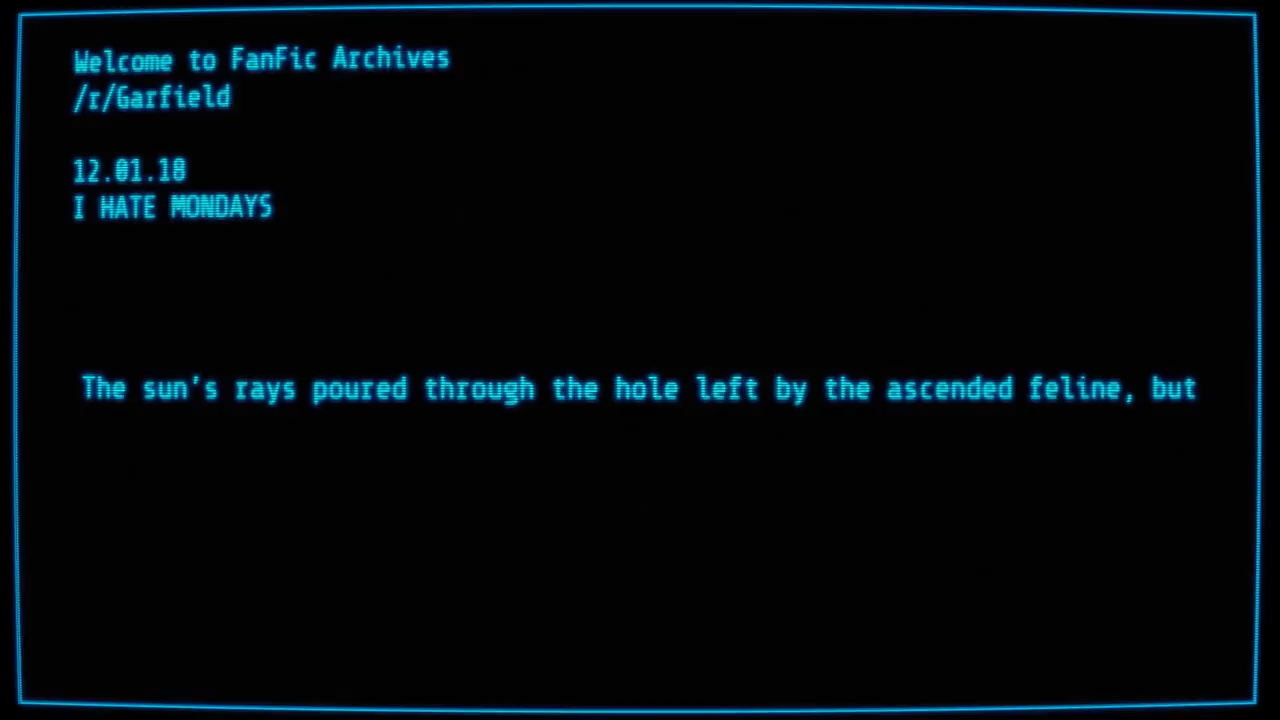 Welcome to FanFic Archives
/r/Garfield
12.01.18
I HATE MONDAYS
The sun's rays poured through the hole left by the ascended feline, but